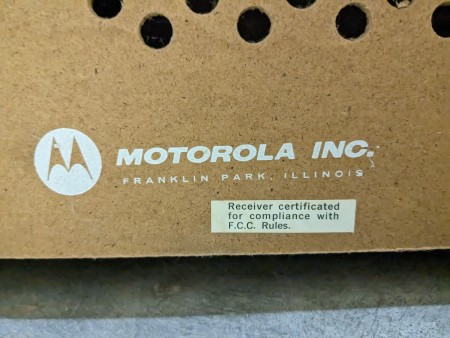 MOTOROLA INC.
FRANKLIN PARK, ILLINOIS
Receiver certificated
for compliance with
F.C.C. Rules.